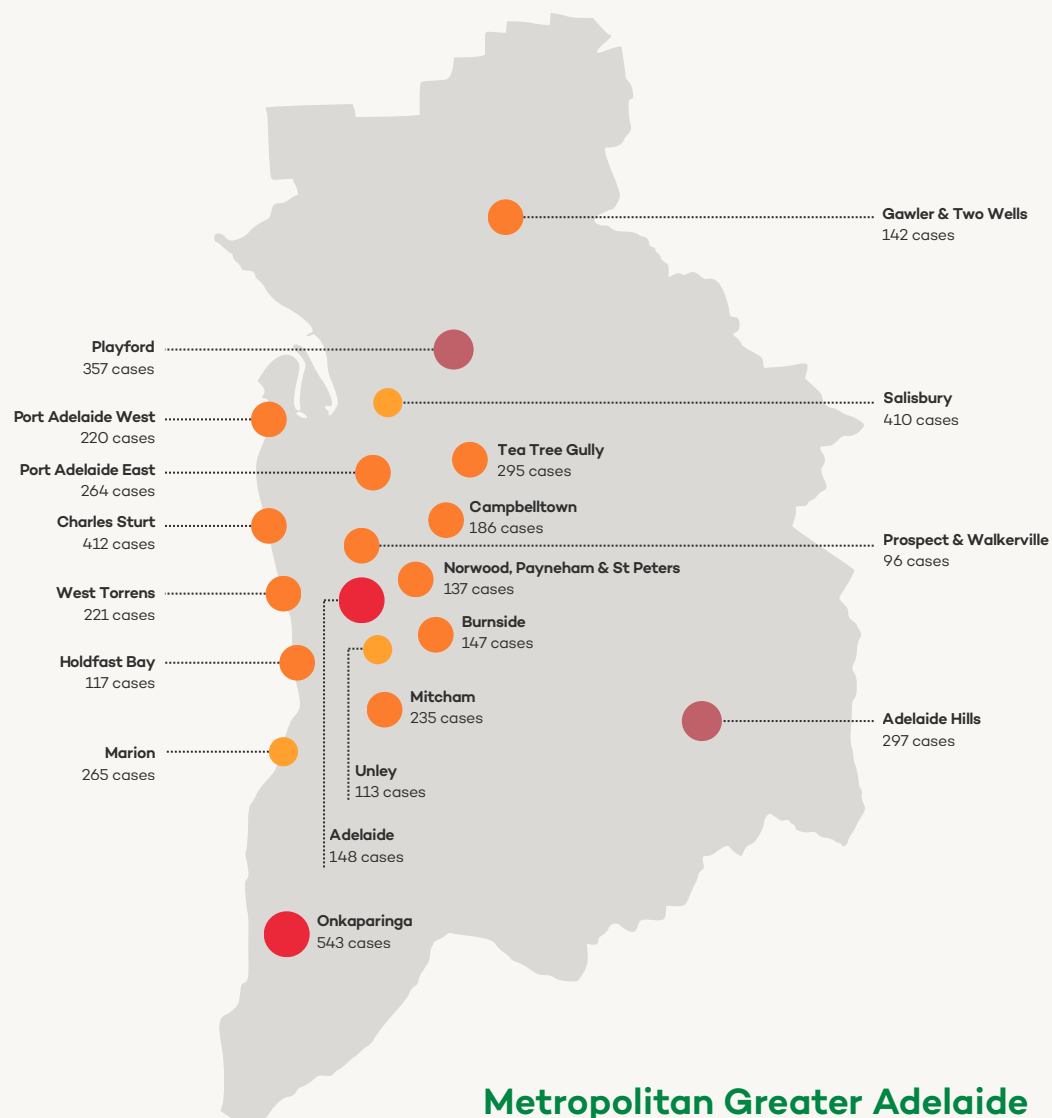 Gawler & Two Wells
142 cases
Playford
357 cases
Salisbury
410 cases
Port Adelaide West
220 cases
Tea Tree Gully
295 cases
Port Adelaide East
264 cases
Campbelltown
186 cases
Charles Sturt
412 cases
Prospect & Walkerville
96 cases
Norwood, Payneham & St Peters
137 cases
West Torrens
221 cases
Burnside
147 cases
Holdfast Bay
117 cases
Mitcham
235 cases
Adelaide Hills
297 cases
Marion
265 cases
Unley
113 cases
Adelaide
148 cases
Onkaparinga
543 cases
Metropolitan Greater Adelaide